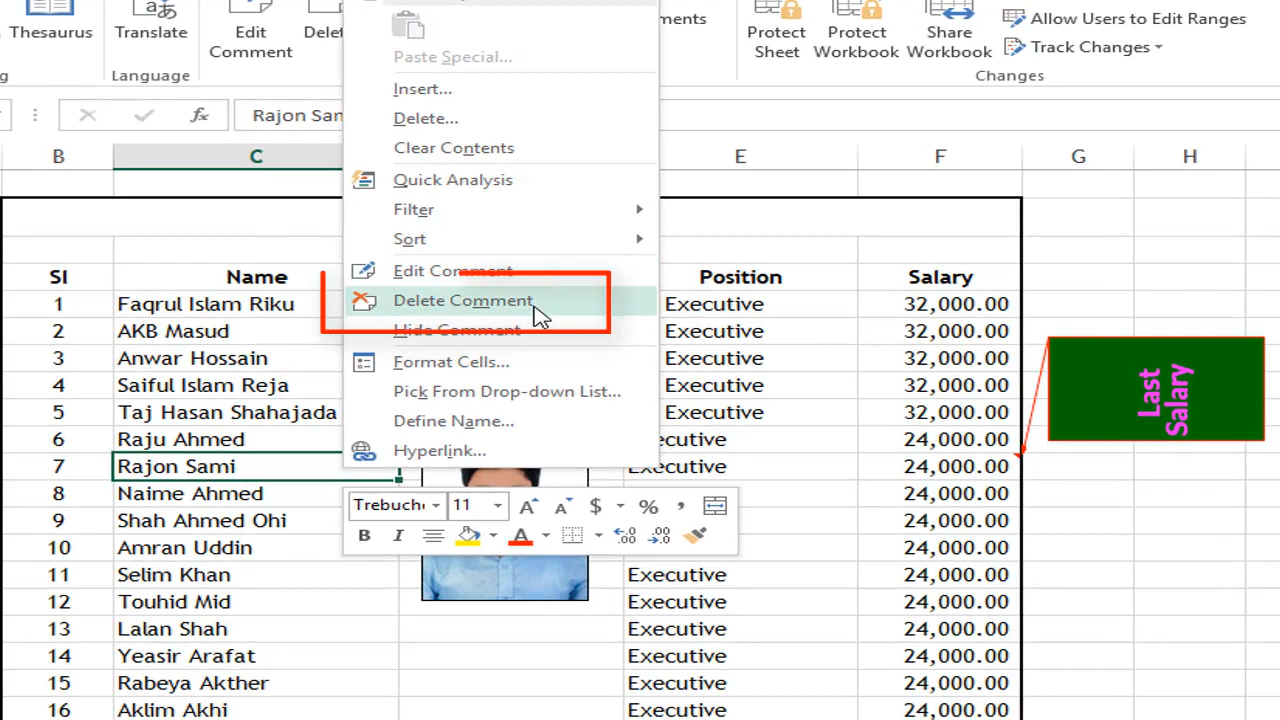 Thesaurus
Translate
Edit
Comment
Language
Protect
Sheet
Protect
Workbook
Share
Workbook
Allow Users to Edit Ranges
Track Changes
Changes
fx
Rajon Sam
B C E F G H
Paste Special...
Insert...
Delete...
Clear Contents
Quick Analysis
Filter
Sort
Edit Comment
Delete Comment
Hide Comment
Format Cells...
Pick From Drop-down List...
Define Name...
Hyperlink...
Trebuch 11 A A $ % ,
B I A .00 .00
SI Name Position Salary
1 Faqrul Islam Riku Executive 32,000.00
2 AKB Masud Executive 32,000.00
3 Anwar Hossain Executive 32,000.00
4 Saiful Islam Reja Executive 32,000.00
5 Taj Hasan Shahajada Executive 32,000.00
6 Raju Ahmed Executive 24,000.00
7 Rajon Sami Executive 24,000.00
8 Naime Ahmed 24,000.00
9 Shah Ahmed Ohi 24,000.00
10 Amran Uddin 24,000.00
11 Selim Khan Executive 24,000.00
12 Touhid Mid Executive 24,000.00
13 Lalan Shah Executive 24,000.00
14 Yeasir Arafat Executive 24,000.00
15 Rabeya Akther Executive 24,000.00
16 Aklim Akhi Executive 24,000.00
Last
Salary